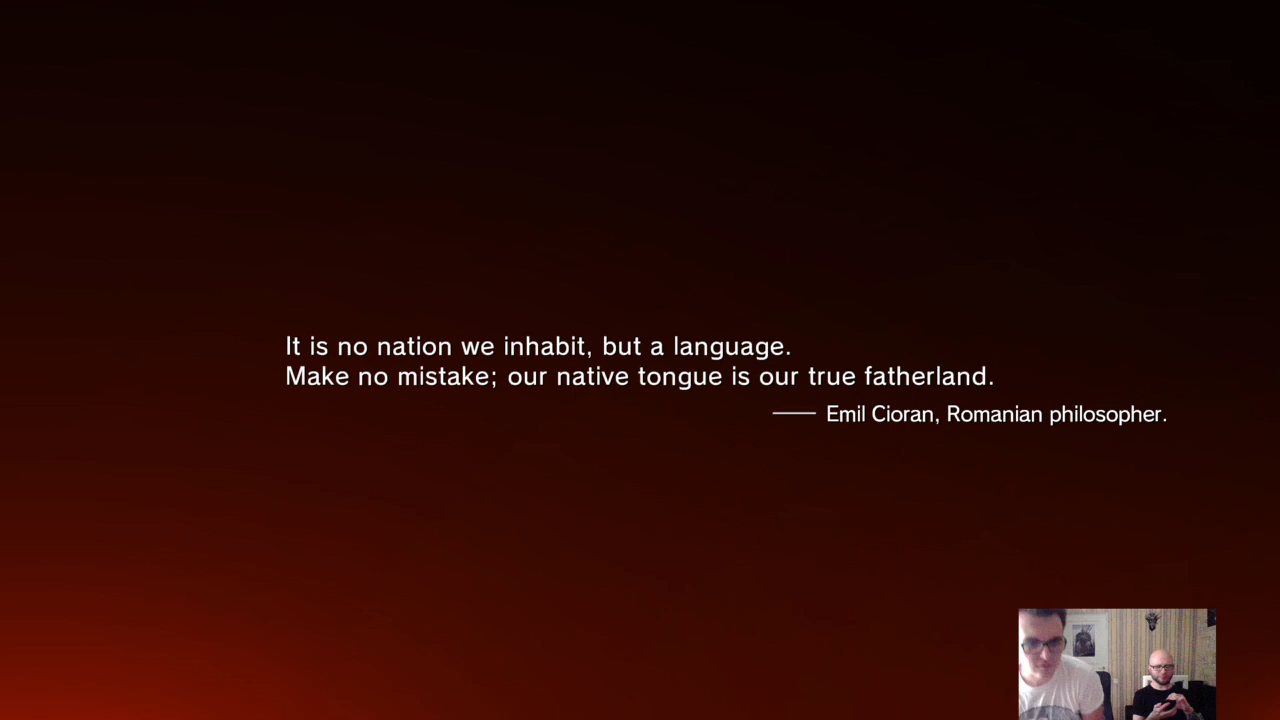 It is no nation we inhabit, but a language.
Make no mistake; our native tongue is our true fatherland.
—— Emil Cioran, Romanian philosopher.